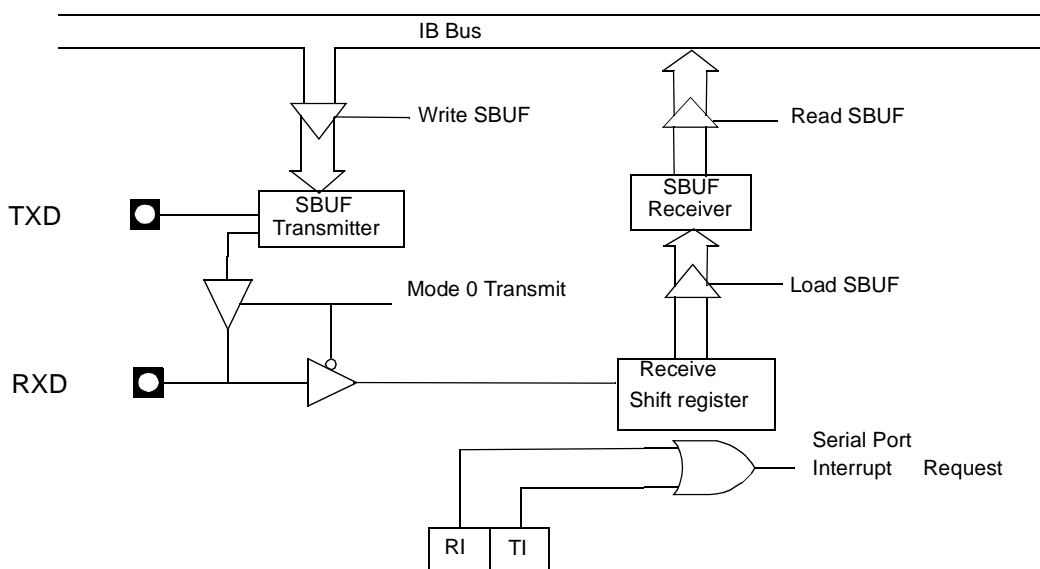 IB Bus
Write SBUF
Read SBUF
TXD
SBUF
Transmitter
SBUF
Receiver
Mode 0 Transmit
Load SBUF
RXD
Receive
Shift register
Serial Port
Interrupt Request
RI TI